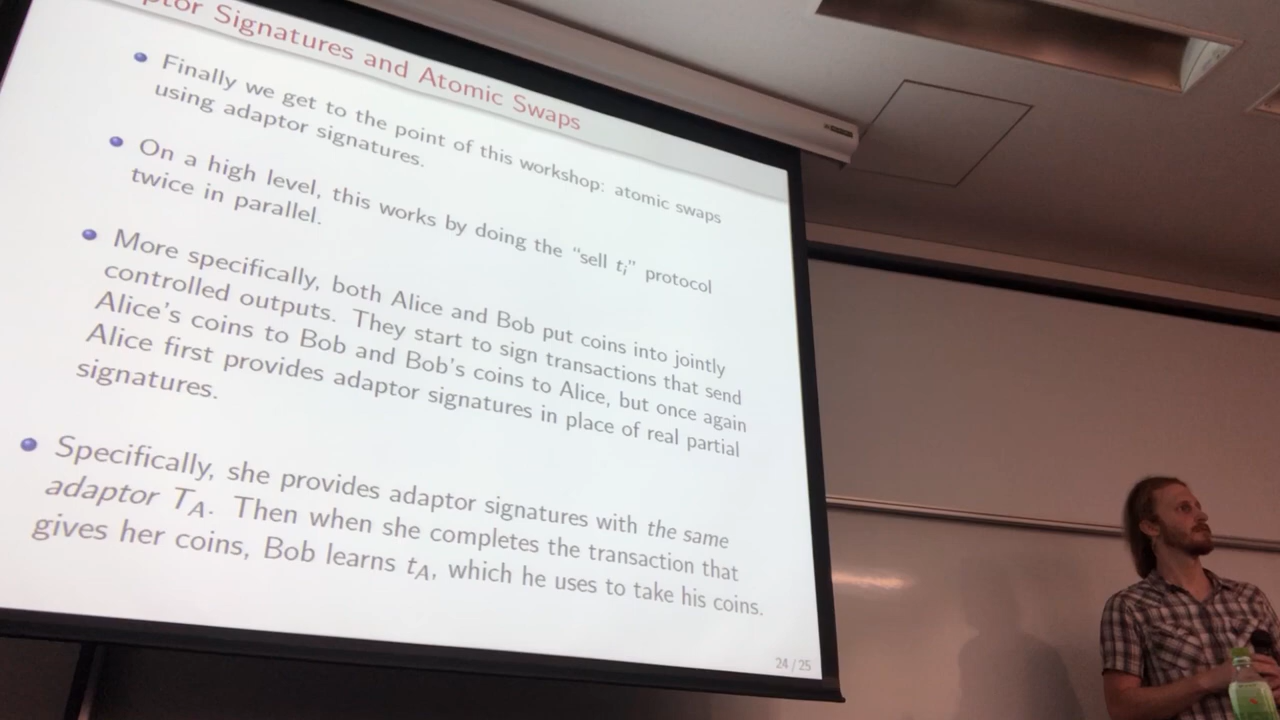 Signatures and Atomic Swaps
Finally we get to the point of this workshop: atomic swaps
using adaptor signatures.
On a high level, this works by doing the “sell tᵢ” protocol
twice in parallel.
More specifically, both Alice and Bob put coins into jointly
controlled outputs. They start to sign transactions that send
Alice's coins to Bob and Bob's coins to Alice, but once again
Alice first provides adaptor signatures in place of real partial
signatures.
Specifically, she provides adaptor signatures with the same
adaptor T_A. Then when she completes the transaction that
gives her coins, Bob learns t_A, which he uses to take his coins.
24 / 25